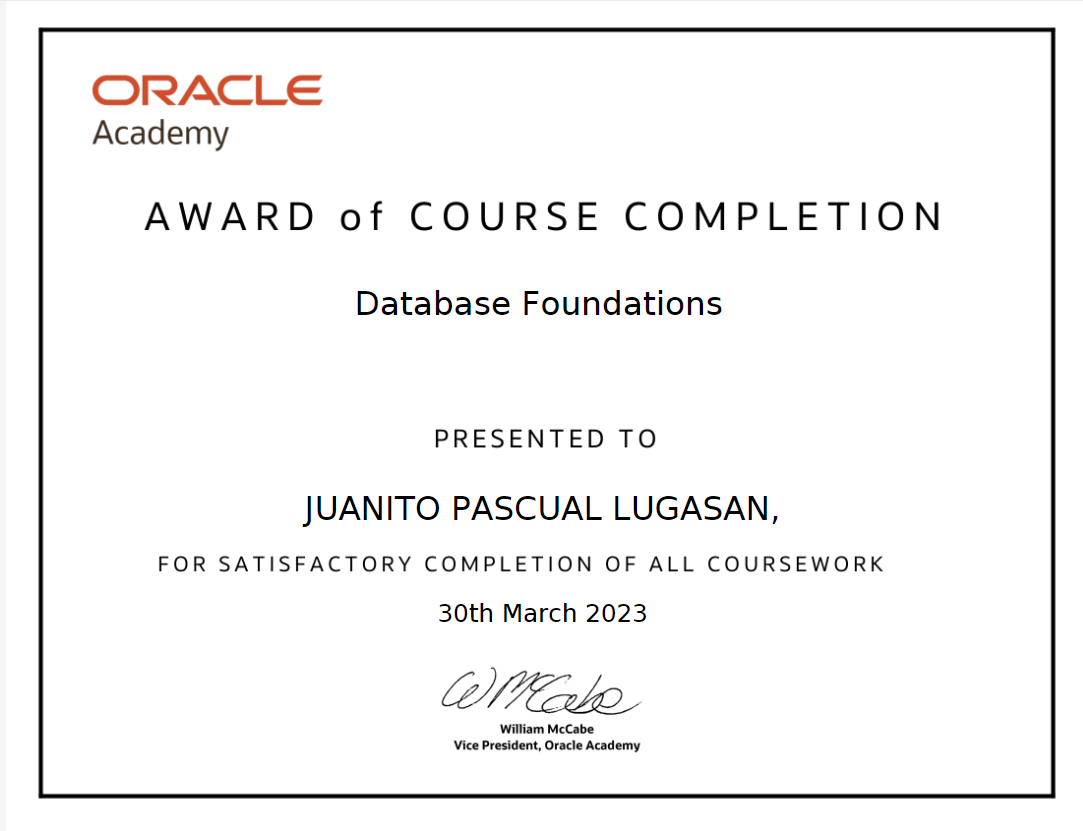 ORACLE
Academy
AWARD of COURSE COMPLETION
Database Foundations
PRESENTED TO
JUANITO PASCUAL LUGASAN,
FOR SATISFACTORY COMPLETION OF ALL COURSEWORK
30th March 2023
W McCabe
William McCabe
Vice President, Oracle Academy